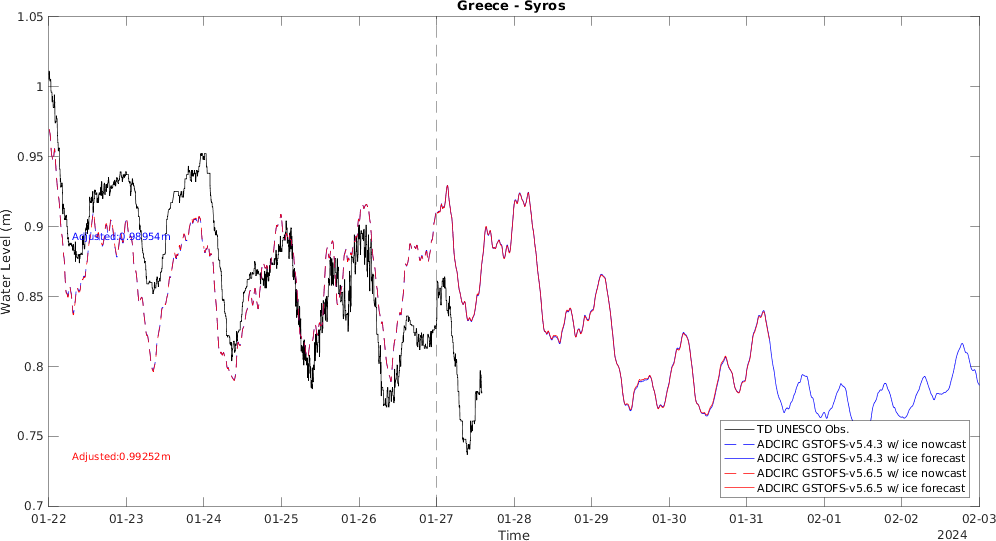 Greece - Syros
1.05
1
0.95
0.9
0.85
0.8
0.75
0.7
Water Level (m)
Adjusted:0.98954m
Adjusted:0.99252m
TD UNESCO Obs.
ADCIRC GSTOFS-v5.4.3 w/ ice nowcast
ADCIRC GSTOFS-v5.4.3 w/ ice forecast
ADCIRC GSTOFS-v5.6.5 w/ ice nowcast
ADCIRC GSTOFS-v5.6.5 w/ ice forecast
01-22 01-23 01-24 01-25 01-26 01-27 01-28 01-29 01-30 01-31 02-01 02-02 02-03
Time
2024